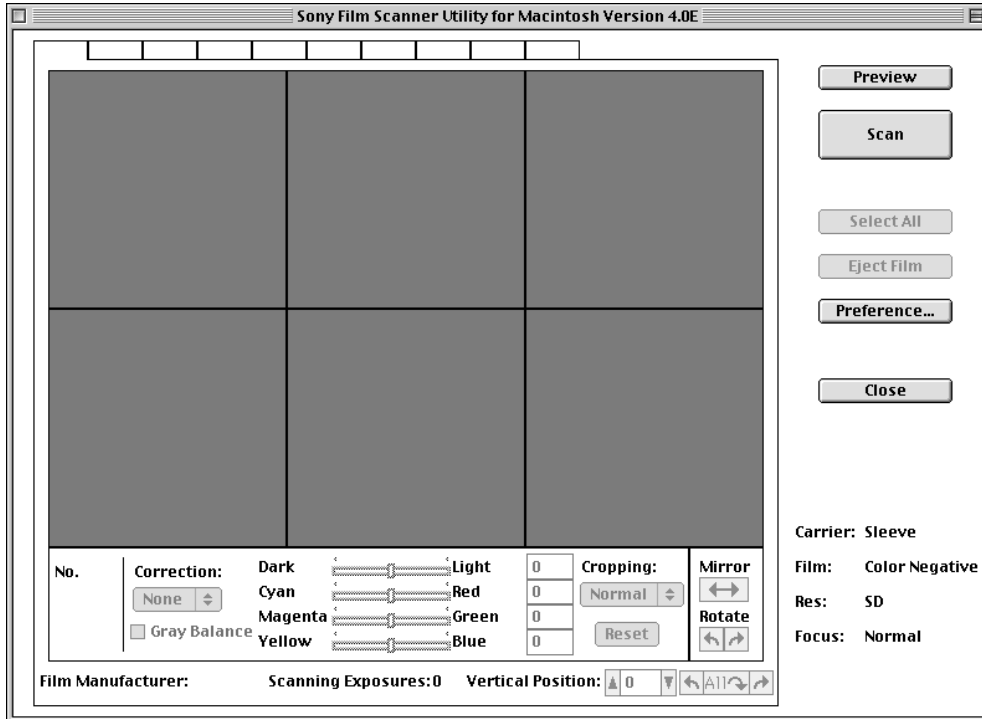 Sony Film Scanner Utility for Macintosh Version 4.0E
Preview
Scan
Select All
Eject Film
Preference...
Close
Carrier: Sleeve
Film: Color Negative
Res: SD
Focus: Normal
No.
Correction:
None
Gray Balance
Dark Light 0
Cyan Red 0
Magenta Green 0
Yellow Blue 0
Cropping:
Normal
Reset
Mirror
Rotate
Film Manufacturer: Scanning Exposures:0 Vertical Position: 0 All